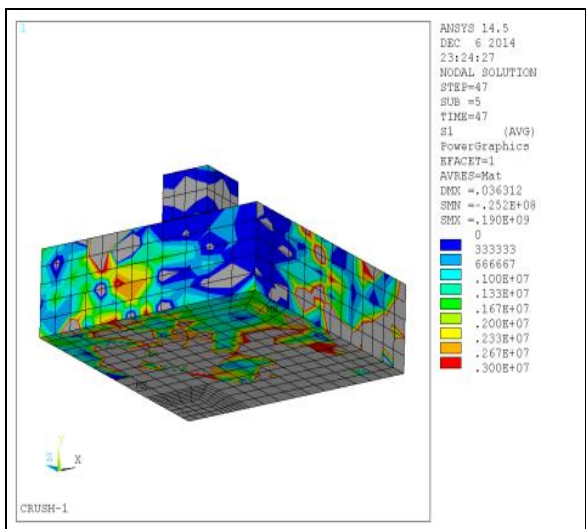 1
ANSYS 14.5
DEC 6 2014
23:24:27
NODAL SOLUTION
STEP=47
SUB =5
TIME=47
S1 (AVG)
PowerGraphics
EFACET=1
AVRES=Mat
DMX =.036312
SMN =-.252E+08
SMX =.190E+09
0
333333
666667
.100E+07
.133E+07
.167E+07
.200E+07
.233E+07
.267E+07
.300E+07
Y
Z X
CRUSH-1